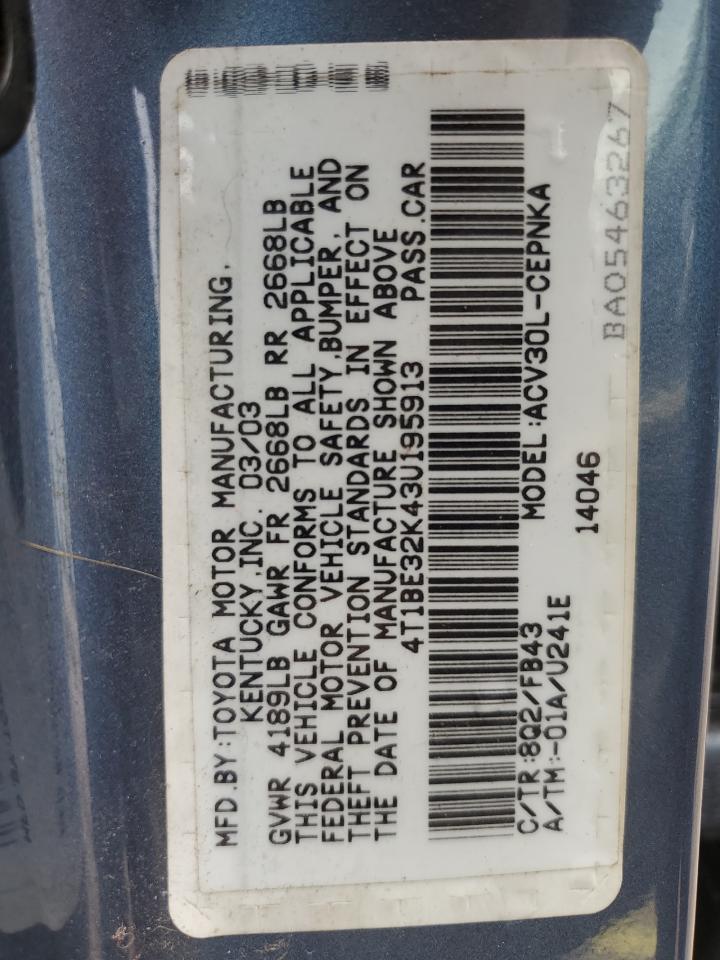 MFD.BY:TOYOTA MOTOR MANUFACTURING,
KENTUCKY,INC. 03/03
GVWR 4189LB GAWR FR 2668LB RR 2668LB
THIS VEHICLE CONFORMS TO ALL APPLICABLE
FEDERAL MOTOR VEHICLE SAFETY,BUMPER, AND
THEFT PREVENTION STANDARDS IN EFFECT ON
THE DATE OF MANUFACTURE SHOWN ABOVE
4T1BE32K43U195913 PASS.CAR
C/TR:8Q2/FB43 MODEL:ACV30L-CEPNKA
A/TM:-01A/U241E 14046
BA05463267